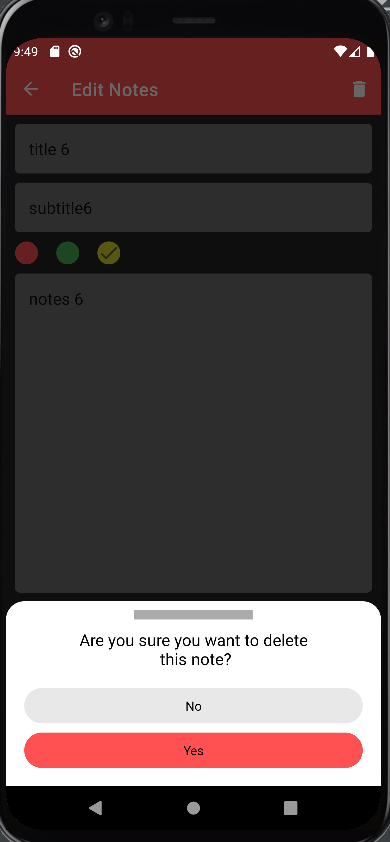 9:49
Edit Notes
title 6
subtitle6
notes 6
Are you sure you want to delete
this note?
No
Yes